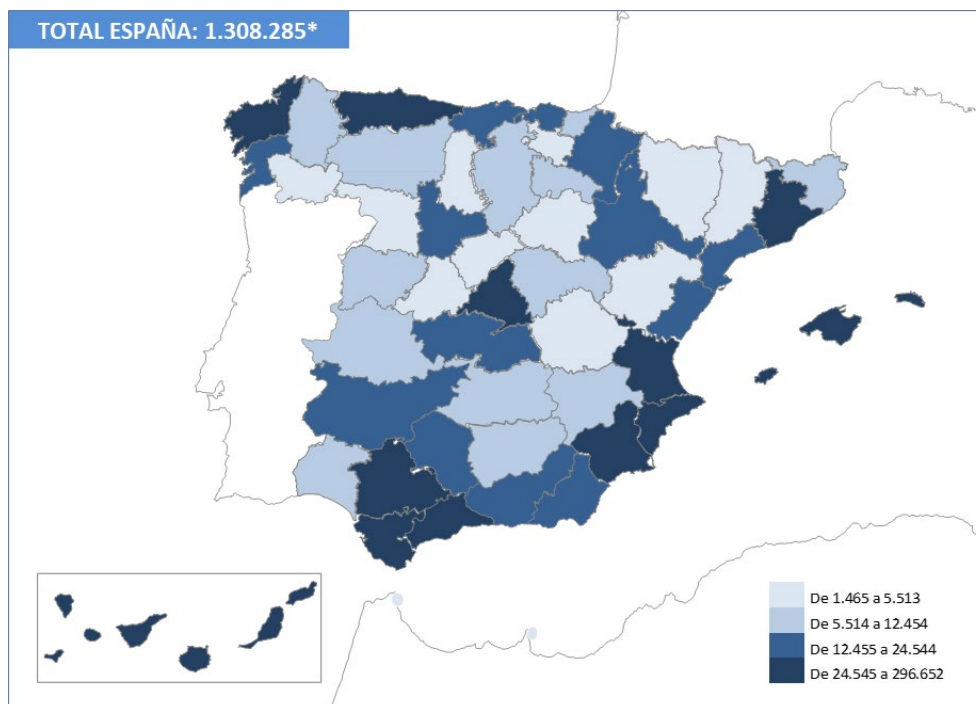 TOTAL ESPAÑA: 1.308.285*
De 1.465 a 5.513
De 5.514 a 12.454
De 12.455 a 24.544
De 24.545 a 296.652